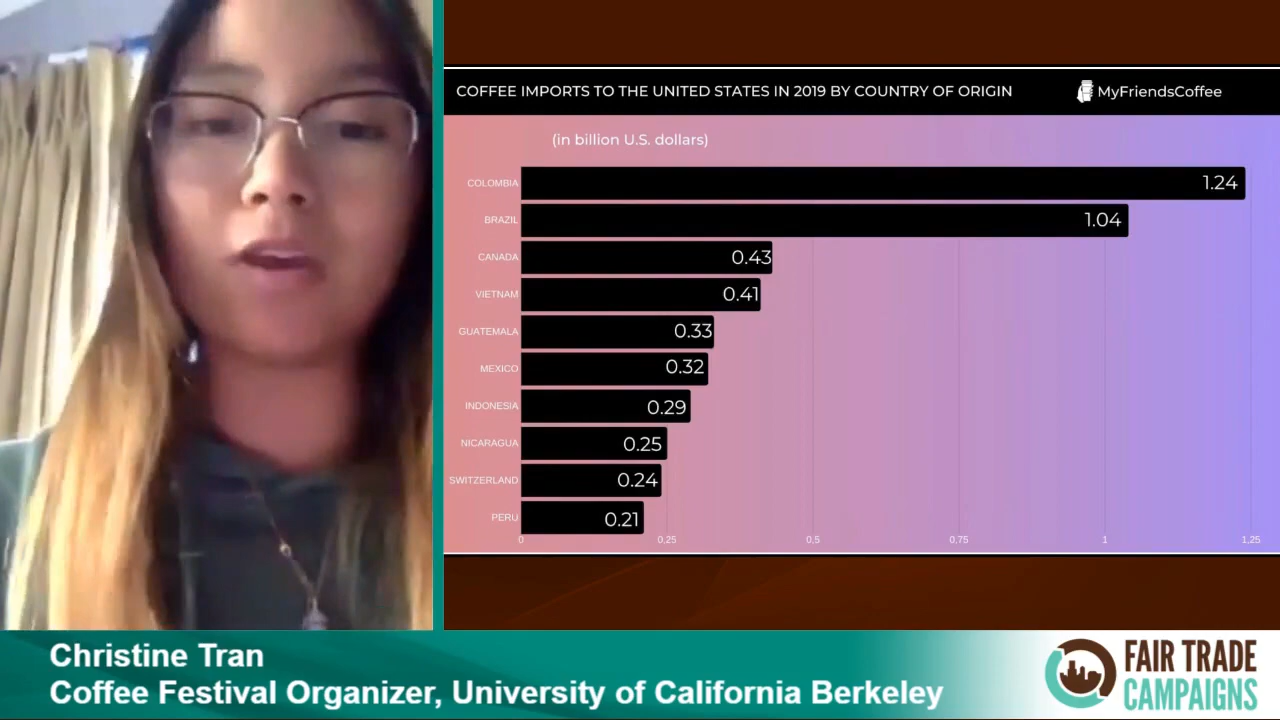 COFFEE IMPORTS TO THE UNITED STATES IN 2019 BY COUNTRY OF ORIGIN
MyFriendsCoffee
(in billion U.S. dollars)
COLOMBIA 1.24
BRAZIL 1.04
CANADA 0.43
VIETNAM 0.41
GUATEMALA 0.33
MEXICO 0.32
INDONESIA 0.29
NICARAGUA 0.25
SWITZERLAND 0.24
PERU 0.21
0 0,25 0,5 0,75 1 1,25
Christine Tran
Coffee Festival Organizer, University of California Berkeley
FAIR TRADE
CAMPAIGNS